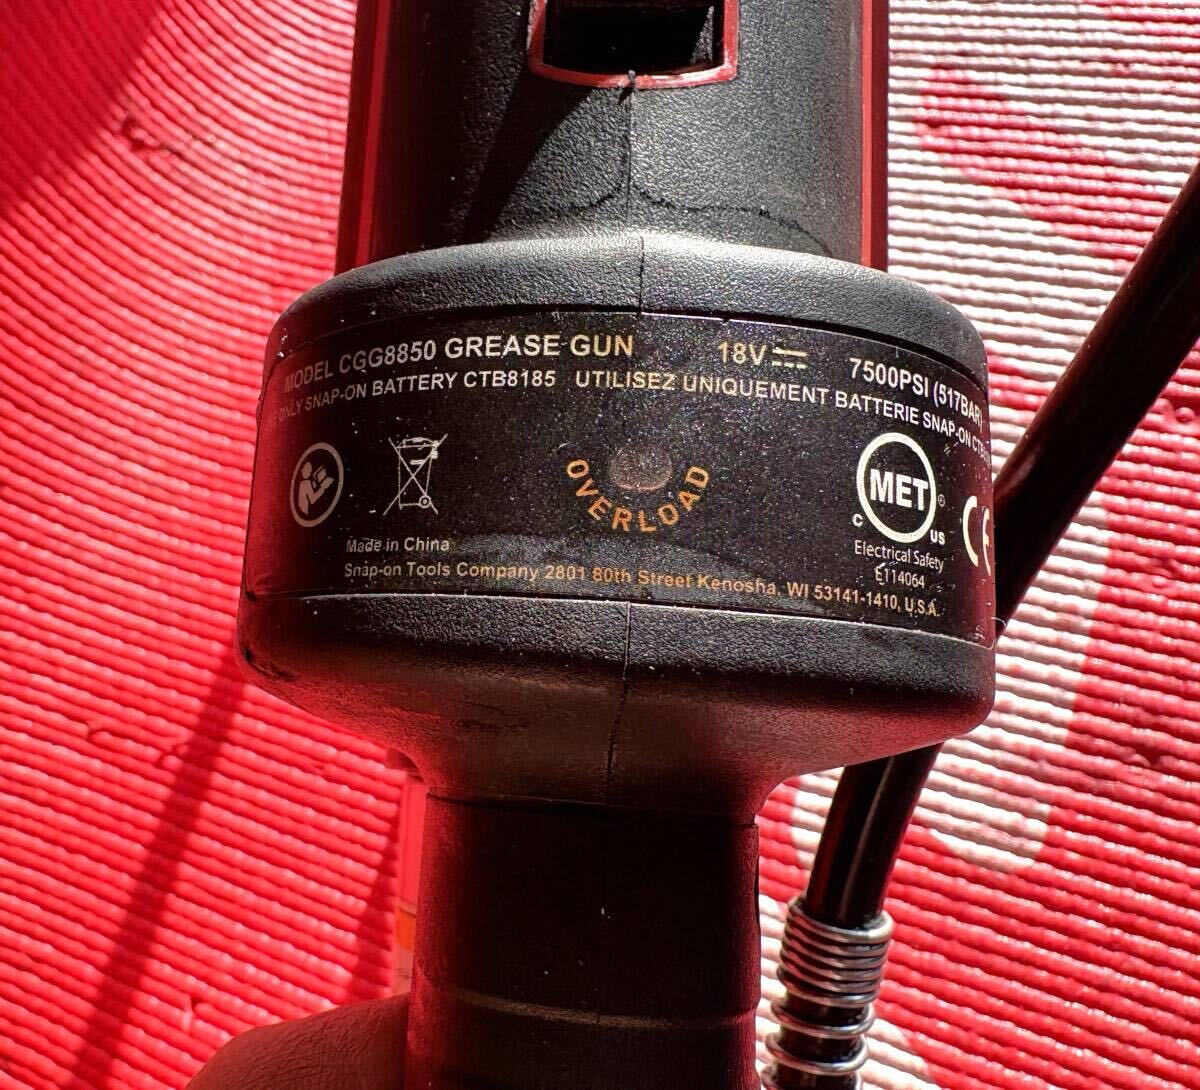 MODEL CGG8850 GREASE GUN 18V 7500PSI (517BAR)
ONLY SNAP-ON BATTERY CTB8185 UTILISEZ UNIQUEMENT BATTERIE SNAP-ON
OVERLOAD
MET
®
C US
Electrical Safety
E114064
CE
Made in China
Snap-on Tools Company 2801 80th Street Kenosha, WI 53141-1410, U.S.A.